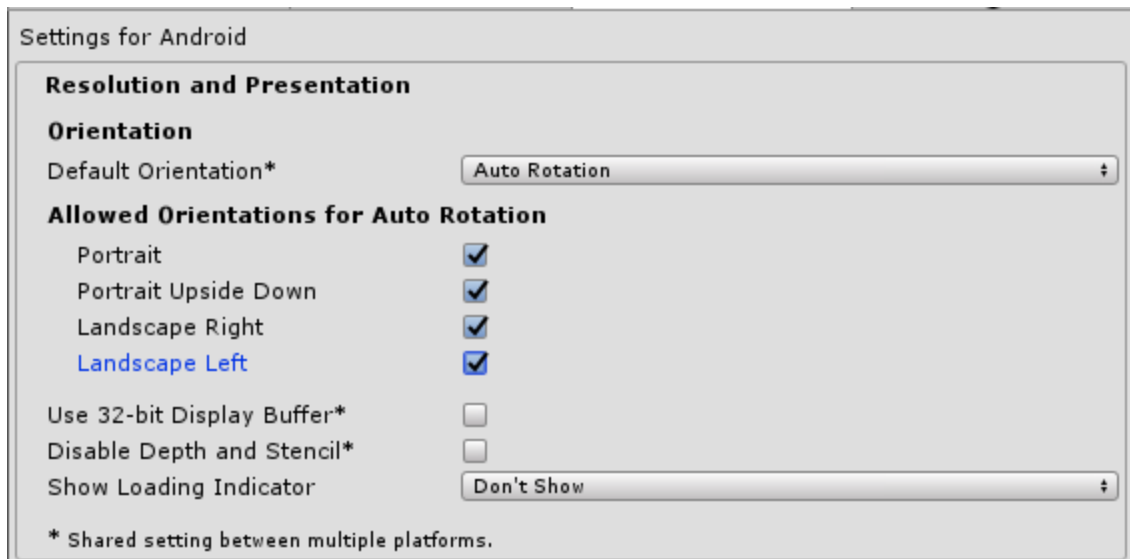 Settings for Android
Resolution and Presentation
Orientation
Default Orientation* Auto Rotation
Allowed Orientations for Auto Rotation
Portrait
Portrait Upside Down
Landscape Right
Landscape Left
Use 32-bit Display Buffer*
Disable Depth and Stencil*
Show Loading Indicator Don't Show
* Shared setting between multiple platforms.